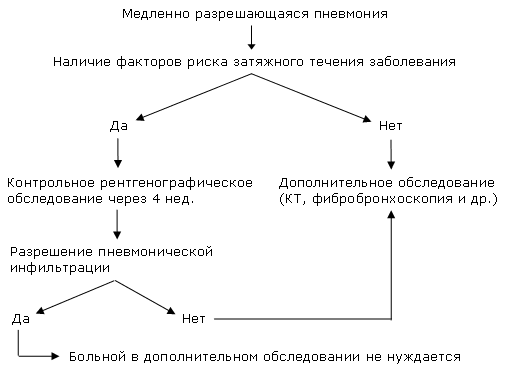 Медленно разрешающаяся пневмония
Наличие факторов риска затяжного течения заболевания
Да
Нет
Контрольное рентгенографическое
обследование через 4 нед.
Дополнительное обследование
(КТ, фибробронхоскопия и др.)
Разрешение пневмонической
инфильтрации
Да
Нет
Больной в дополнительном обследовании не нуждается